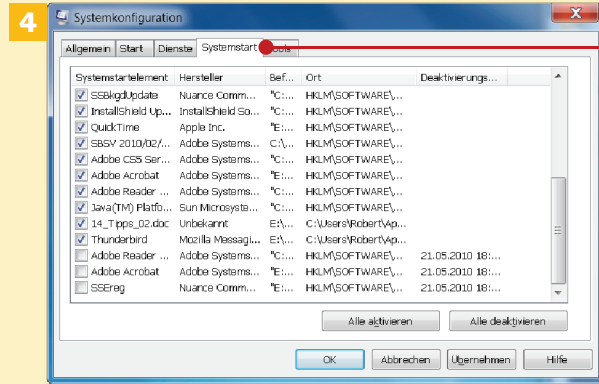 4
Systemkonfiguration
Allgemein Start Dienste Systemstart Tools
Systemstartelement Hersteller Bef... Ort Deaktivierungs...
SSBkgdUpdate Nuance Comm... "C:... HKLM\SOFTWARE\...
InstallShield Up... InstallShield So... "C:... HKLM\SOFTWARE\...
QuickTime Apple Inc. "E:... HKLM\SOFTWARE\...
SBSV 2010/02/... Adobe Systems... C:\... HKLM\SOFTWARE\...
Adobe CS5 Ser... Adobe Systems... "C:... HKLM\SOFTWARE\...
Adobe Acrobat Adobe Systems... "E:... HKLM\SOFTWARE\...
Adobe Reader ... Adobe Systems... "C:... HKLM\SOFTWARE\...
Java(TM) Platfo... Sun Microsyste... "C:... HKLM\SOFTWARE\...
14_Tipps_02.doc Unbekannt E:\... C:\Users\Robert\Ap...
Thunderbird Mozilla Messagi... E:\... C:\Users\Robert\Ap...
Adobe Reader ... Adobe Systems... "C:... HKLM\SOFTWARE\... 21.05.2010 18:...
Adobe Acrobat Adobe Systems... "E:... HKLM\SOFTWARE\... 21.05.2010 18:...
SSEreg Nuance Comm... "E:... HKLM\SOFTWARE\... 21.05.2010 18:...
Alle aktivieren Alle deaktivieren
OK Abbrechen Übernehmen Hilfe